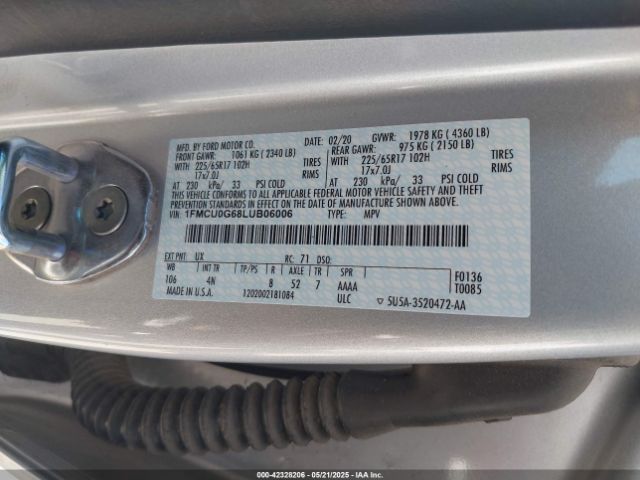 MFD. BY FORD MOTOR CO. 02/20 GVWR: 1978 KG ( 4360 LB)
FRONT GAWR: 1061 KG ( 2340 LB) REAR GAWR: 975 KG ( 2150 LB)
WITH 225/65R17 102H TIRES WITH 225/65R17 102H TIRES
17x7.0J RIMS 17x7.0J RIMS
AT 230 kPa/ 33 PSI COLD AT 230 kPa/ 33 PSI COLD
THIS VEHICLE CONFORMS TO ALL APPLICABLE FEDERAL MOTOR VEHICLE SAFETY AND THEFT
PREVENTION STANDARDS IN EFFECT ON THE DATE OF MANUFACTURE SHOWN ABOVE.
VIN: 1FMCU0G68LUB06006 TYPE: MPV
EXT PNT: UX RC: 71 DSO:
WB INT TR TP/PS R AXLE TR SPR F0136
106 4N 8 52 7 AAAA T0085
MADE IN U.S.A. 1202002181084 ULC 5U5A-3520472-AA
000-42328206 - 05/21/2025 - IAAI.COM